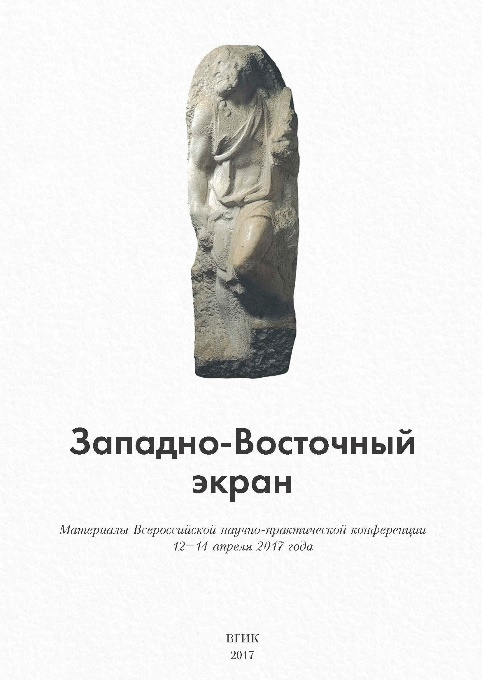 Западно-Восточный
экран
Материалы Всероссийской научно-практической конференции
12–14 апреля 2017 года
ВГИК
2017